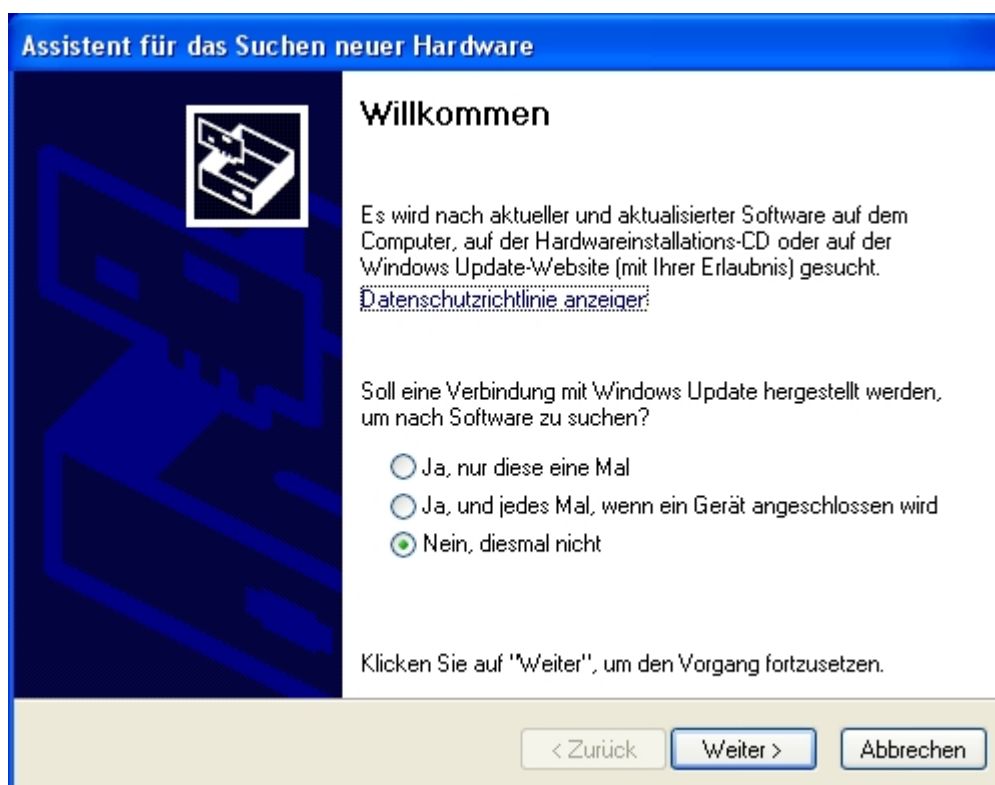 Assistent für das Suchen neuer Hardware
Willkommen
Es wird nach aktueller und aktualisierter Software auf dem
Computer, auf der Hardwareinstallations-CD oder auf der
Windows Update-Website (mit Ihrer Erlaubnis) gesucht.
Datenschutzrichtlinie anzeigen
Soll eine Verbindung mit Windows Update hergestellt werden,
um nach Software zu suchen?
Ja, nur diese eine Mal
Ja, und jedes Mal, wenn ein Gerät angeschlossen wird
Nein, diesmal nicht
Klicken Sie auf "Weiter", um den Vorgang fortzusetzen.
< Zurück Weiter > Abbrechen